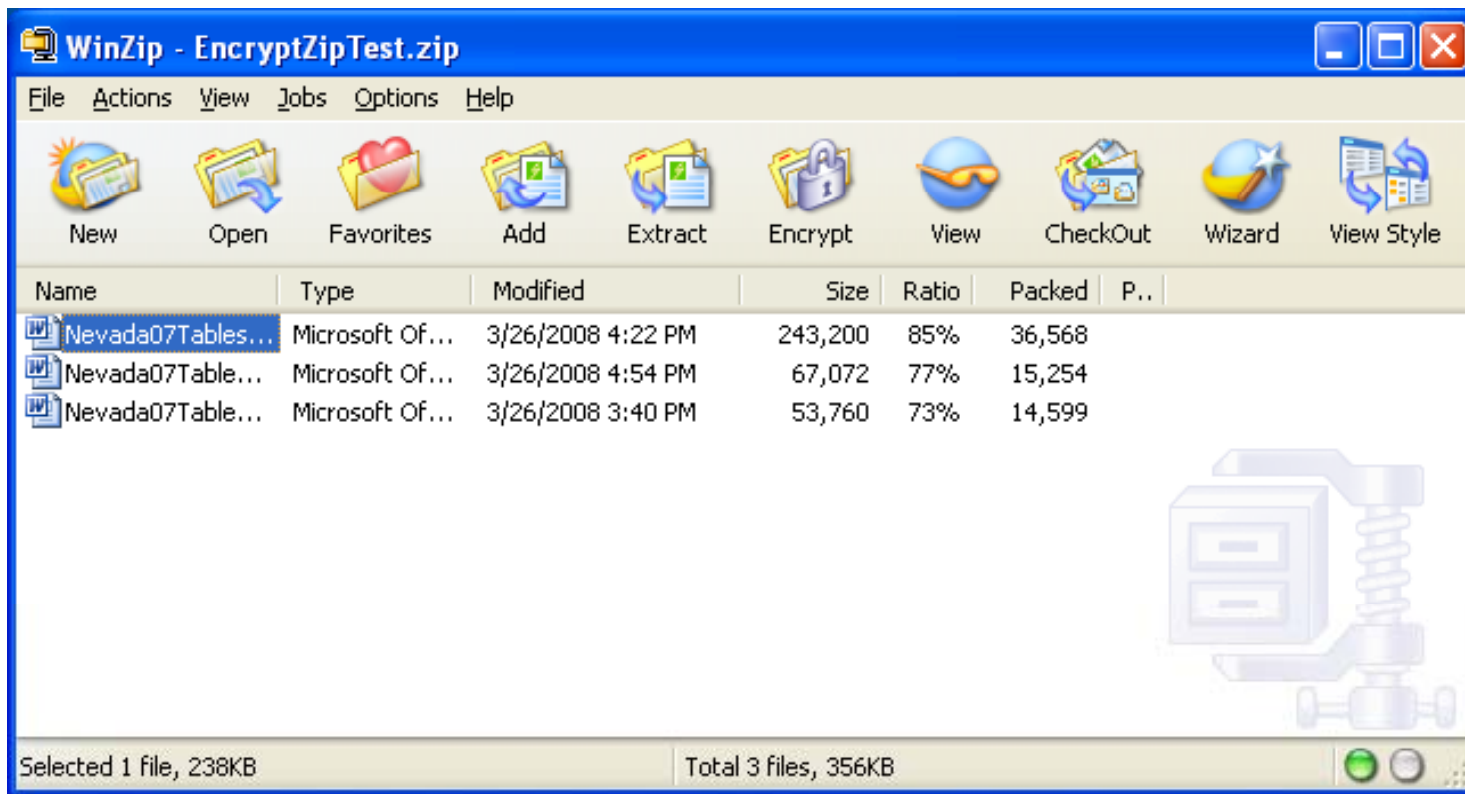 WinZip - EncryptZipTest.zip
File Actions View Jobs Options Help
New Open Favorites Add Extract Encrypt View CheckOut Wizard View Style
Name Type Modified Size Ratio Packed P..
Nevada07Tables... Microsoft Of... 3/26/2008 4:22 PM 243,200 85% 36,568
Nevada07Table... Microsoft Of... 3/26/2008 4:54 PM 67,072 77% 15,254
Nevada07Table... Microsoft Of... 3/26/2008 3:40 PM 53,760 73% 14,599
Selected 1 file, 238KB Total 3 files, 356KB